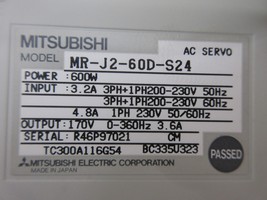 MITSUBISHI
AC SERVO
MODEL MR-J2-60D-S24
POWER : 600W
INPUT : 3.2A 3PH+1PH200-230V 50Hz
3PH+1PH200-230V 60Hz
4.8A 1PH 230V 50/60Hz
OUTPUT: 170V 0-360Hz 3.6A
SERIAL: R46P97021 CM
TC300A116G54 BC335U323
MITSUBISHI ELECTRIC CORPORATION
MADE IN JAPAN
PASSED